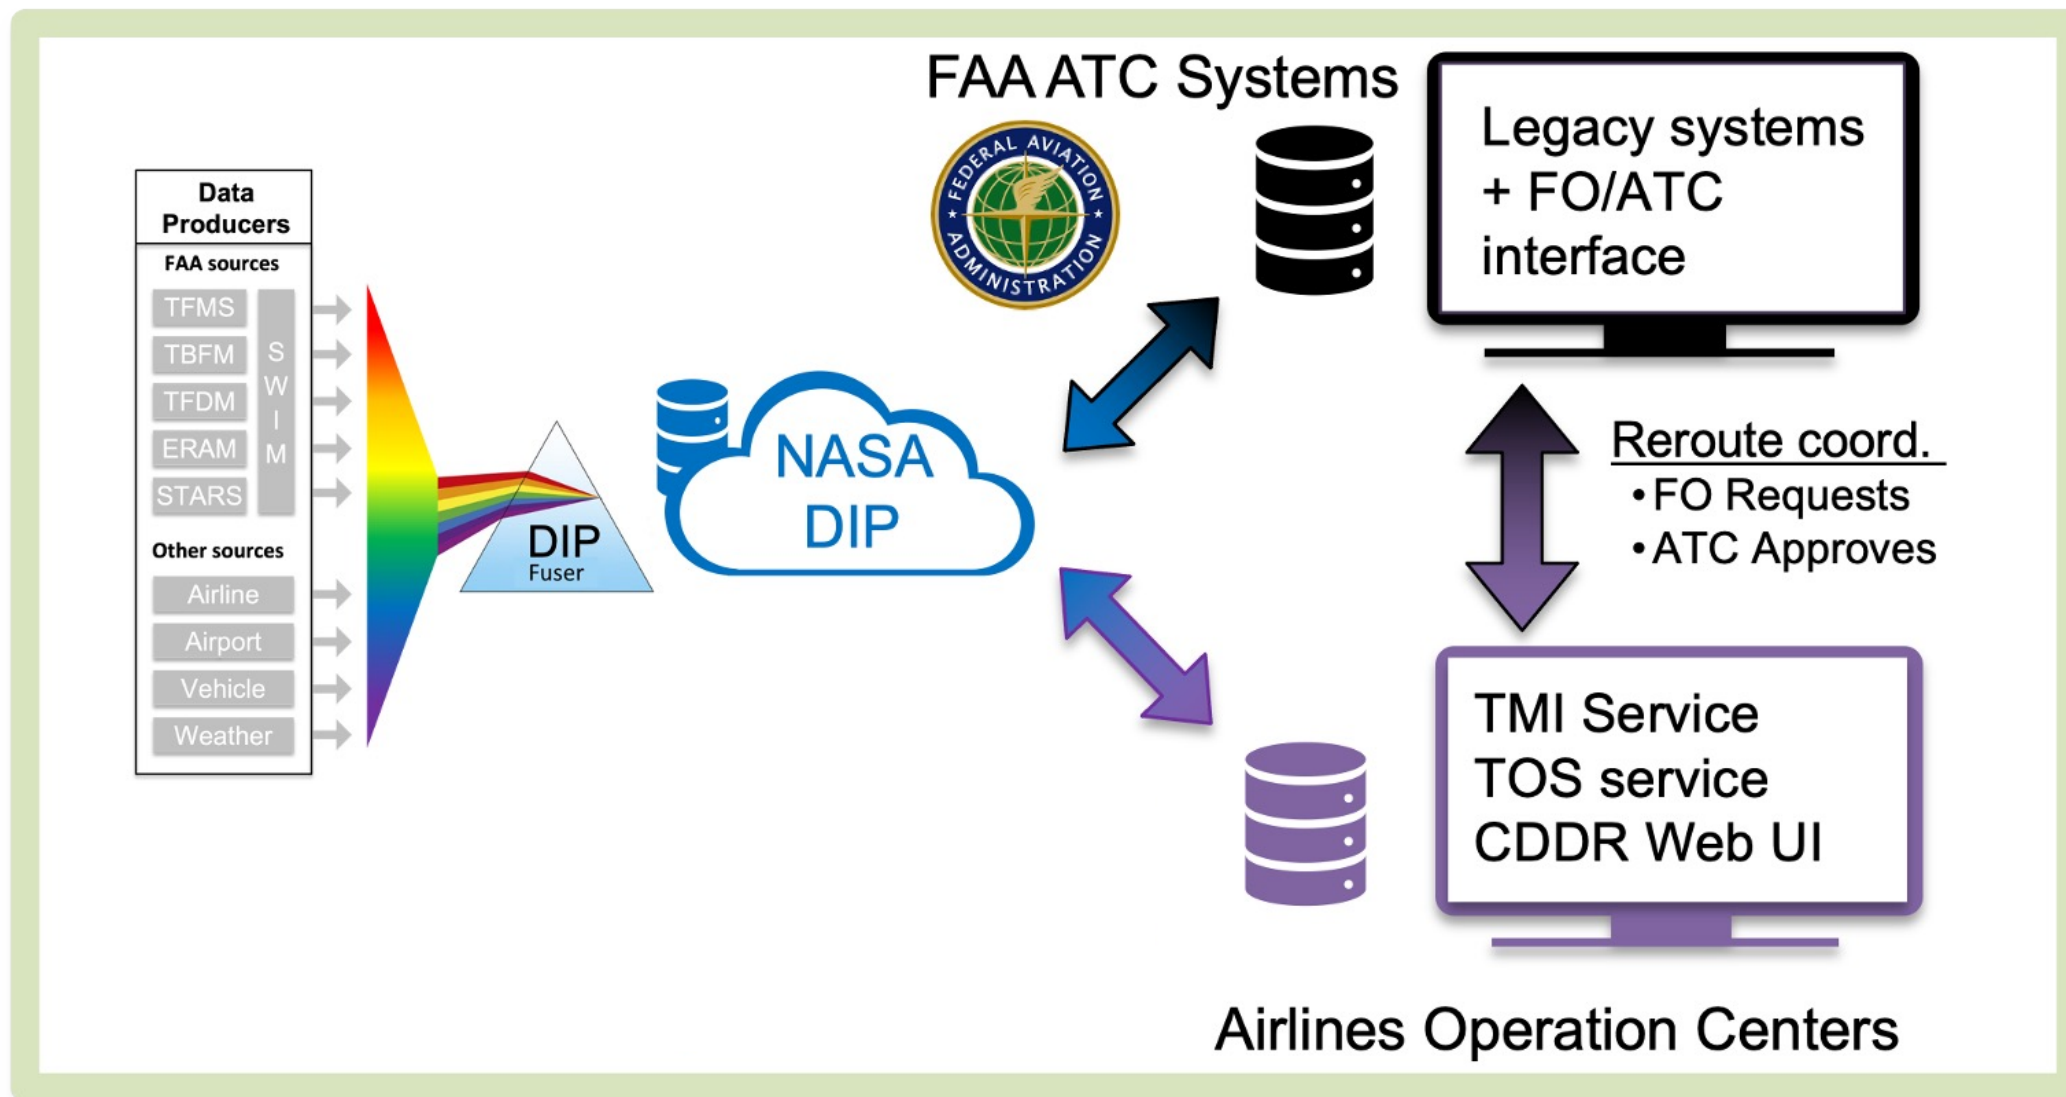 FAA ATC Systems
FEDERAL AVIATION
ADMINISTRATION
Legacy systems
+ FO/ATC
interface
Data
Producers
FAA sources
TFMS
TBFM
TFDM
ERAM
STARS
S
W
I
M
Other sources
Airline
Airport
Vehicle
Weather
DIP
Fuser
NASA
DIP
Reroute coord.
•FO Requests
•ATC Approves
TMI Service
TOS service
CDDR Web UI
Airlines Operation Centers